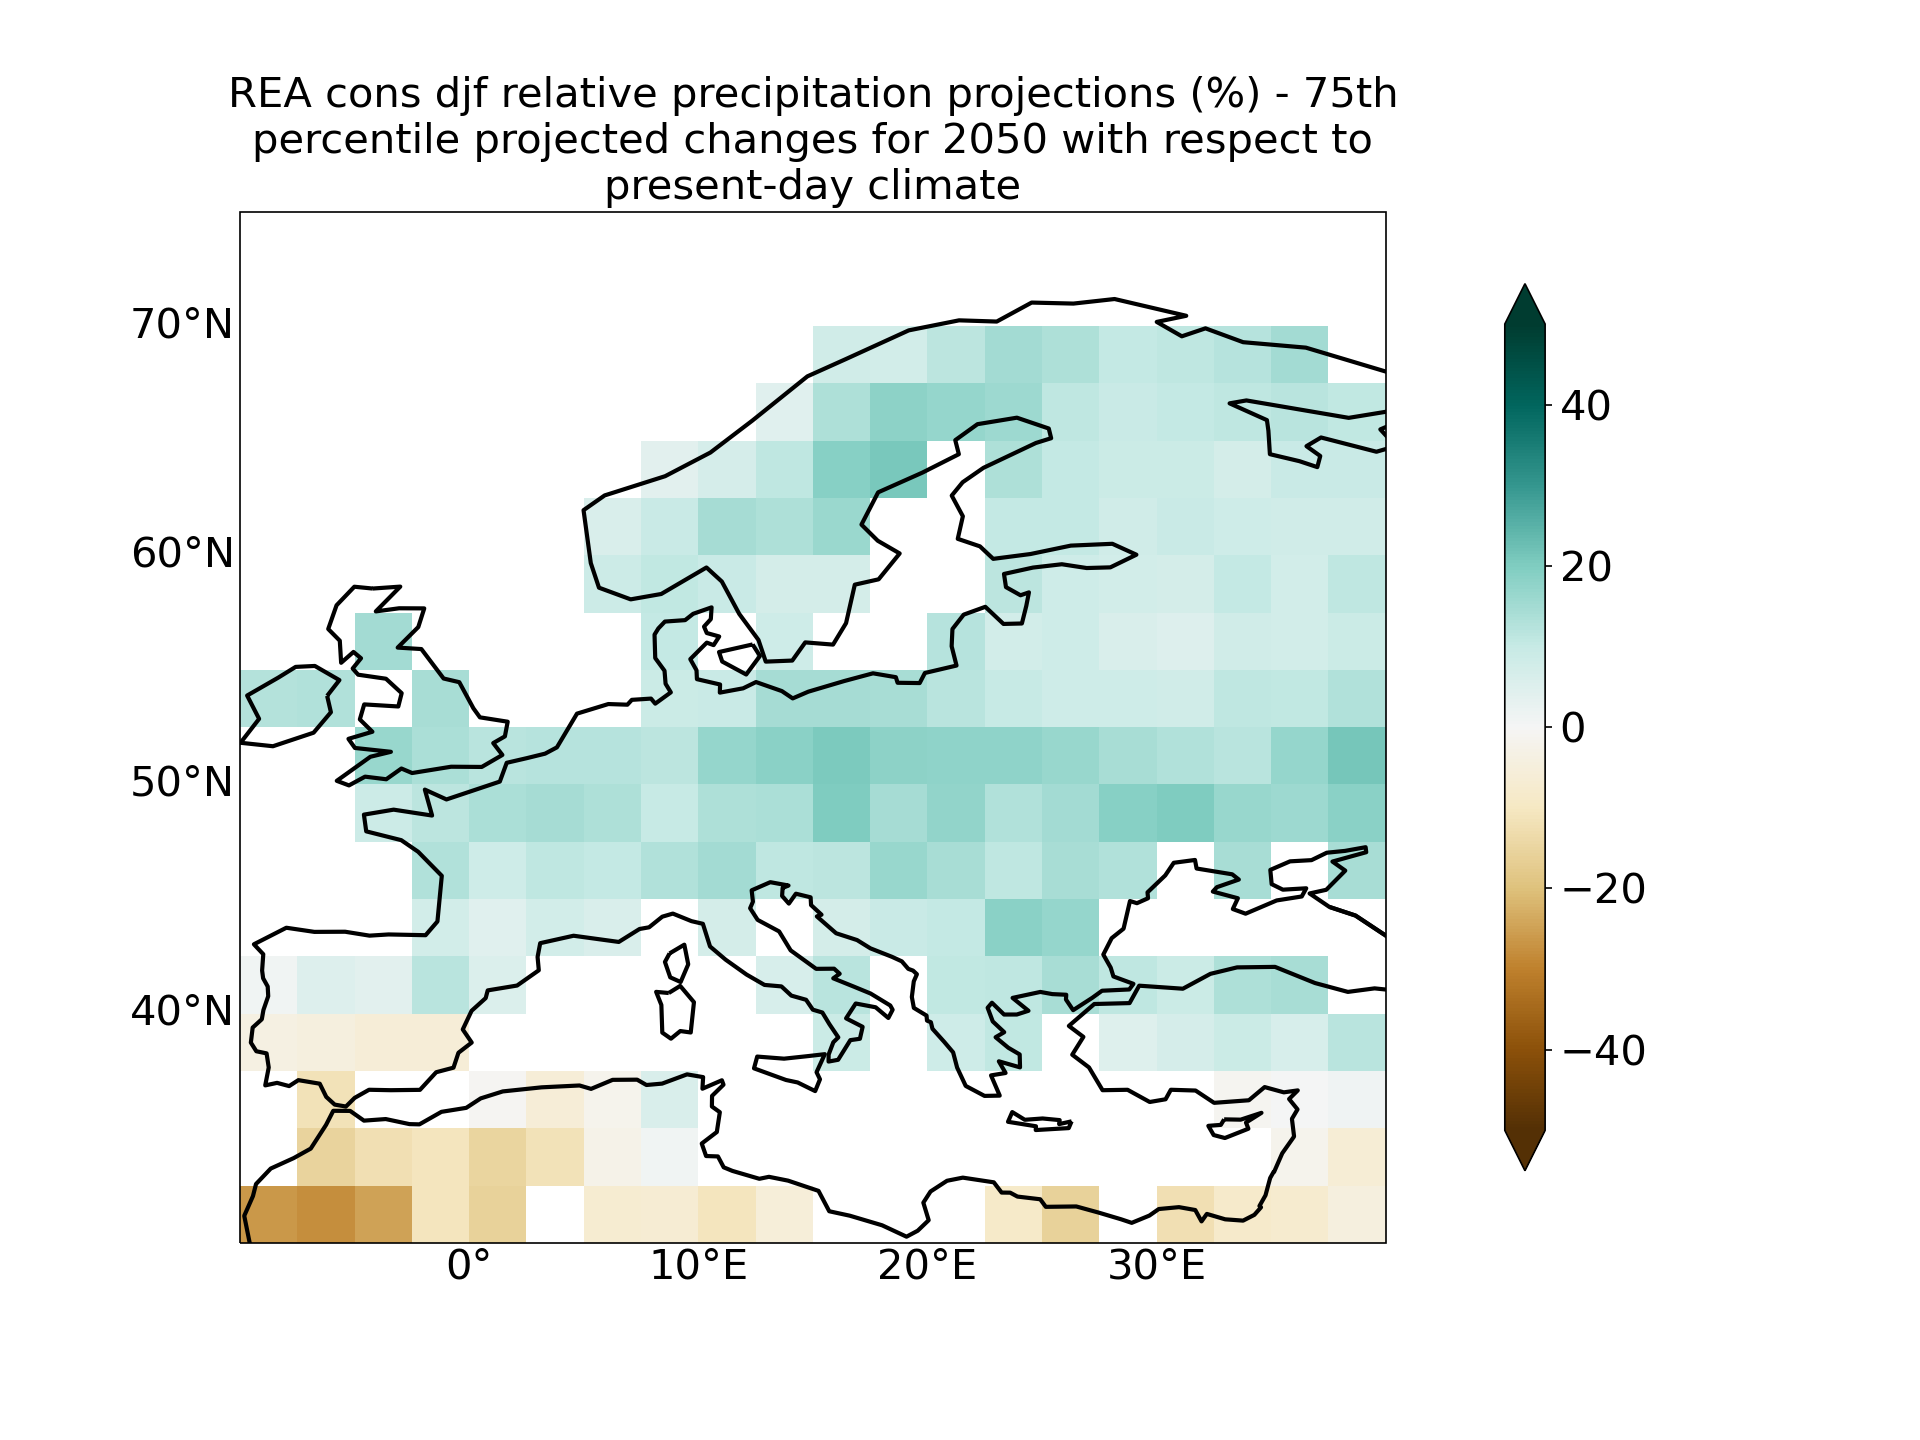 REA cons djf relative precipitation projections (%) - 75th
percentile projected changes for 2050 with respect to
present-day climate
70°N
60°N
50°N
40°N
0°
10°E
20°E
30°E
40
20
0
−20
−40